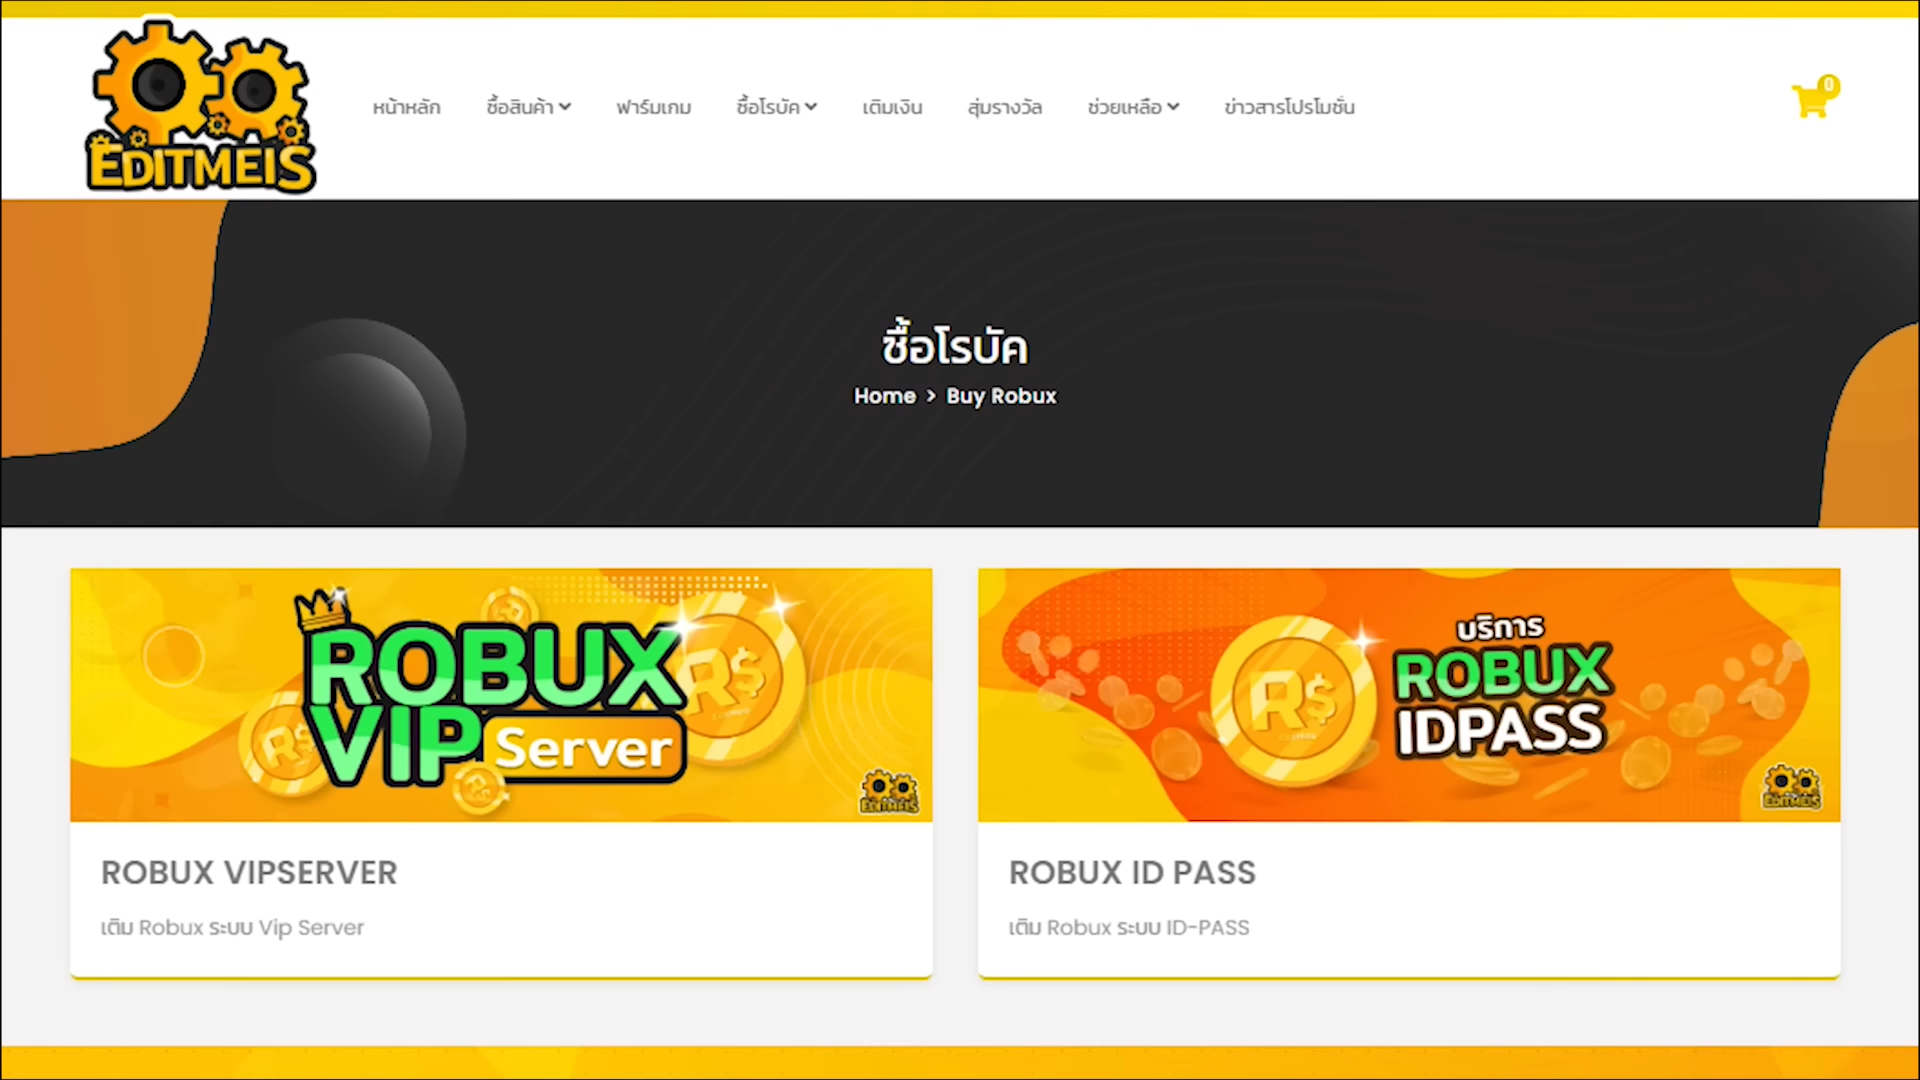 EDITMEIS
หน้าหลัก ซื้อสินค้า ฟาร์มเกม ซื้อโรบัค เติมเงิน สุ่มรางวัล ช่วยเหลือ ข่าวสารโปรโมชั่น
0
ซื้อโรบัค
Home > Buy Robux
ROBUX
VIP Server
R$
R$
EDITMEIS
บริการ
ROBUX
IDPASS
R$
EDITMEIS
ROBUX VIPSERVER
เติม Robux ระบบ Vip Server
ROBUX ID PASS
เติม Robux ระบบ ID-PASS